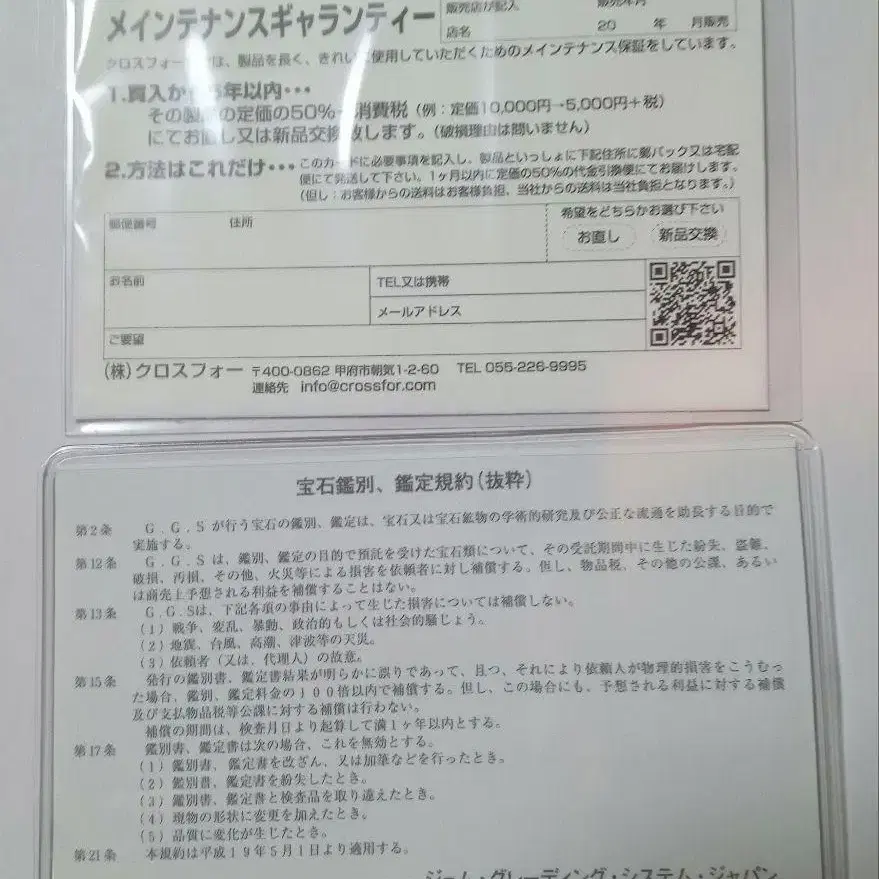 販売店が記入
メインテナンスギャランティー
店名
20 年 月販売
クロスフォー は、製品を長く、きれいに使用していただくためのメインテナンス保証をしています。
1.買入か 年以内・・・
その製 の定価の50% 消費税（例：定価10,000円→5,000円＋税）
にてお直し又は新品交換 します。（破損理由は問いません）
2.方法はこれだけ・・・
このカードに必要事項を記入し、製品といっしょに下記住所に郵パック又は宅配
便にて発送して下さい。1ヶ月以内に定価の50%の代金引換便にてお届けします。
（但し：お客様からの送料はお客様負担、当社からの送料は当社負担となります。）
郵便番号 住所
希望をどちらかお選び下さい
お直し 新品交換
お名前
TEL又は携帯
メールアドレス
ご要望
（株）クロスフォー 〒400-0862 甲府市朝気1-2-60 TEL 055-226-9995
連絡先 info@crossfor.com
宝石鑑別、鑑定規約（抜粋）
第2条 G．G．Sが行う宝石の鑑別、鑑定は、宝石又は宝石鉱物の学術的研究及び公正な流通を助長する目的で
実施する。
第12条 G．G．Sは、鑑別、鑑定の目的で預託を受けた宝石類について、その受託期間中に生じた紛失、盗難、
破損、汚損、その他、火災等による損害を依頼者に対し補償する。但し、物品税、その他の公課、あるい
は商売上予想される利益を補償することはない。
第13条 G．G．Sは、下記各項の事由によって生じた損害については補償しない。
（1）戦争、変乱、暴動、政治的もしくは社会的騒じょう。
（2）地震、台風、高潮、津波等の天災。
（3）依頼者（又は、代理人）の故意。
第15条 発行の鑑別書、鑑定書結果が明らかに誤りであって、且つ、それにより依頼人が物理的損害をこうむっ
た場合、鑑別、鑑定料金の100倍以内で補償する。但し、この場合にも、予想される利益に対する補償
及び支払物品税等公課に対する補償は行わない。
補償の期間は、検査月日より起算して満1ヶ年以内とする。
第17条 鑑別書、鑑定書は次の場合、これを無効とする。
（1）鑑別書、鑑定書を改ざん、又は加筆などを行ったとき。
（2）鑑別書、鑑定書を紛失したとき。
（3）鑑別書、鑑定書と検査品を取り違えたとき。
（4）現物の形状に変更を加えたとき。
（5）品質に変化が生じたとき。
第21条 本規約は平成19年5月1日より適用する。
ジェム・グレーディング・システム・ジャパン